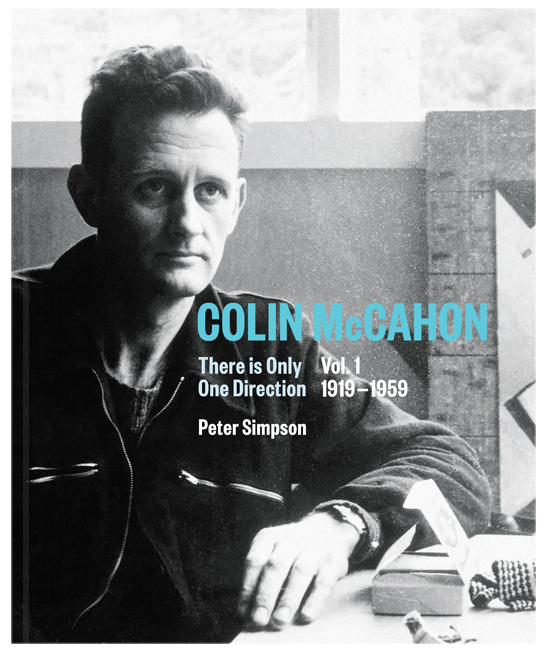 COLIN McCAHON
There is Only Vol. 1
One Direction 1919–1959
Peter Simpson